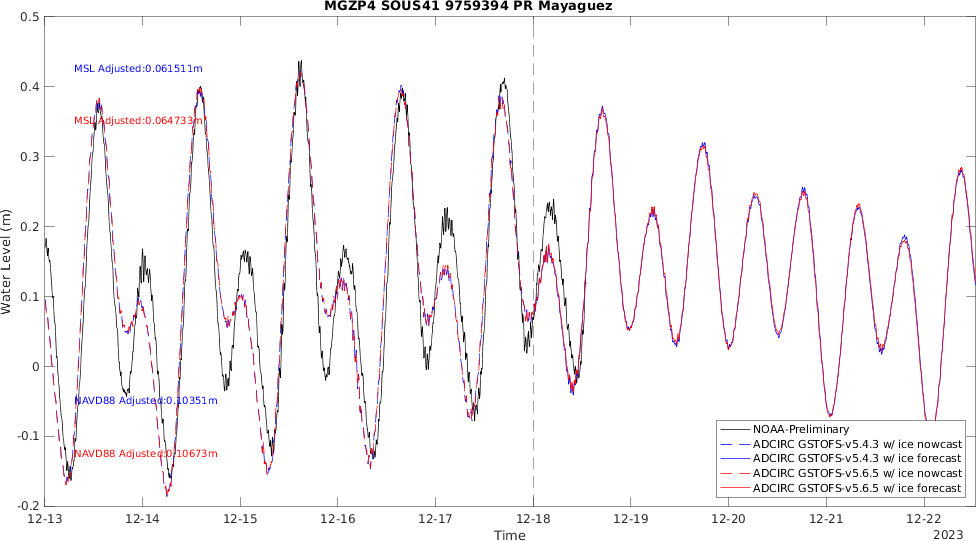 MGZP4 SOUS41 9759394 PR Mayaguez
0.5
0.4
0.3
0.2
0.1
0
-0.1
-0.2
Water Level (m)
MSL Adjusted:0.061511m
MSL Adjusted:0.064733m
NAVD88 Adjusted:0.10351m
NAVD88 Adjusted:0.10673m
NOAA-Preliminary
ADCIRC GSTOFS-v5.4.3 w/ ice nowcast
ADCIRC GSTOFS-v5.4.3 w/ ice forecast
ADCIRC GSTOFS-v5.6.5 w/ ice nowcast
ADCIRC GSTOFS-v5.6.5 w/ ice forecast
12-13 12-14 12-15 12-16 12-17 12-18 12-19 12-20 12-21 12-22
Time
2023